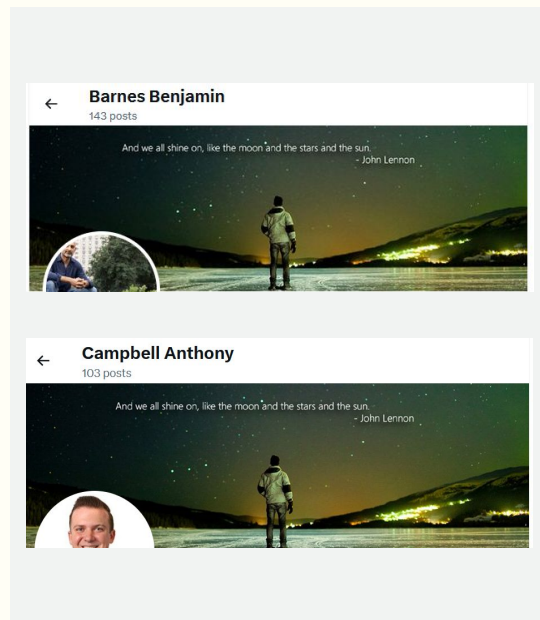 Barnes Benjamin
143 posts
And we all shine on, like the moon and the stars and the sun.
- John Lennon
Campbell Anthony
103 posts
And we all shine on, like the moon and the stars and the sun.
- John Lennon